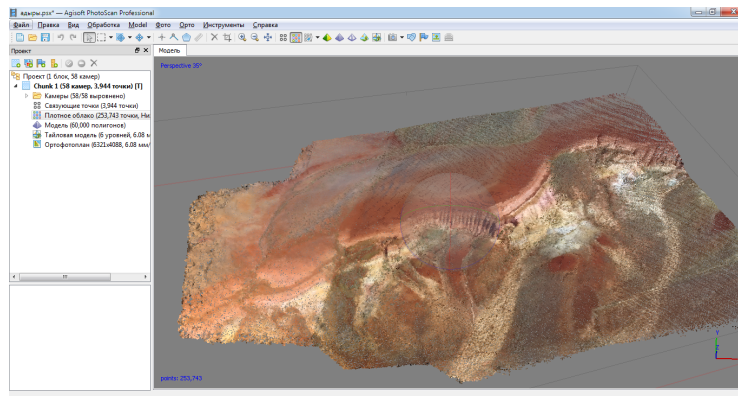 адыры.psx* — Agisoft PhotoScan Professional
Файл Правка Вид Обработка Model Фото Орто Инструменты Справка
Проект
Модель
Perspective 35°
Проект (1 блок, 58 камер)
Chunk 1 (58 камер, 3,944 точки) [T]
Камеры (58/58 выровнено)
Связующие точки (3,944 точки)
Плотное облако (253,743 точки, Ни
Модель (60,000 полигонов)
Тайловая модель (6 уровней, 6.08 м
Ортофотоплан (6321x4088, 6.08 мм/
Y
Z
points: 253,743